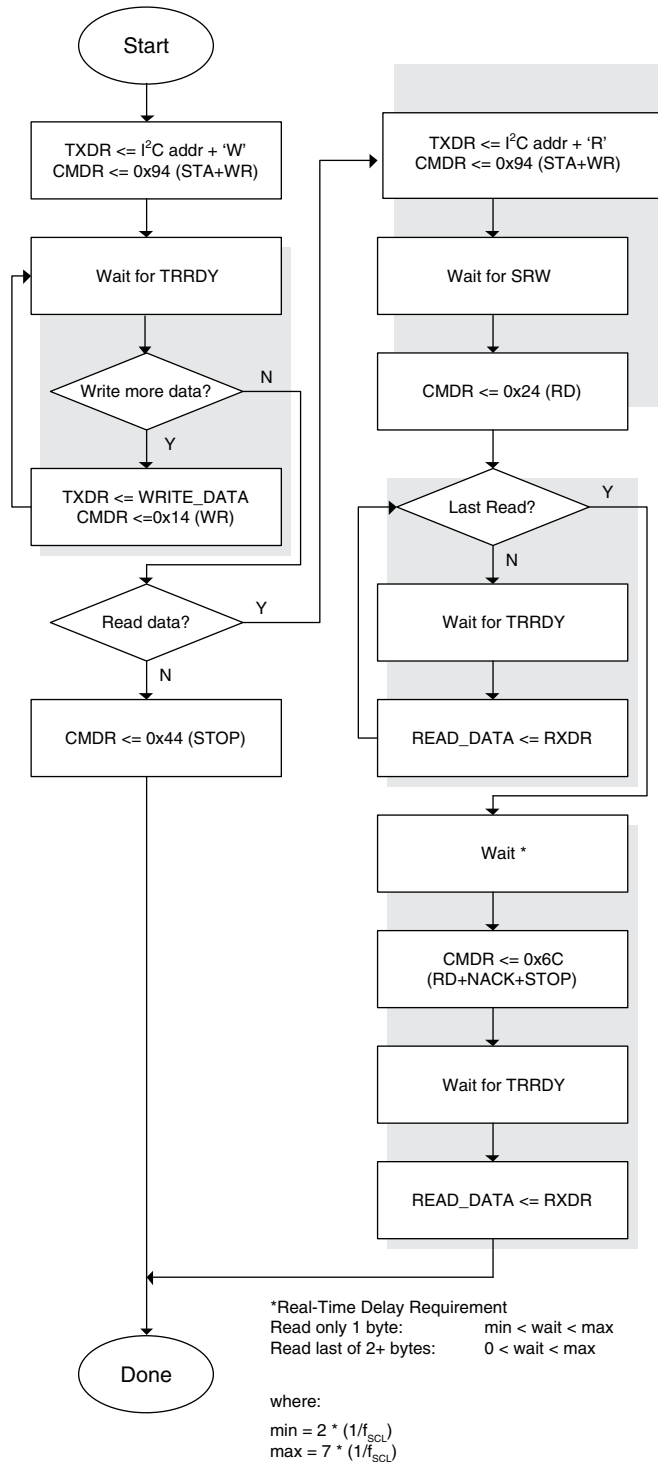 Start
TXDR <= I²C addr + ‘W’
CMDR <= 0x94 (STA+WR)
Wait for TRRDY
Write more data?
N
Y
TXDR <= WRITE_DATA
CMDR <=0x14 (WR)
Read data?
Y
N
CMDR <= 0x44 (STOP)
TXDR <= I²C addr + ‘R’
CMDR <= 0x94 (STA+WR)
Wait for SRW
CMDR <= 0x24 (RD)
Last Read?
Y
N
Wait for TRRDY
READ_DATA <= RXDR
Wait *
CMDR <= 0x6C
(RD+NACK+STOP)
Wait for TRRDY
READ_DATA <= RXDR
Done
*Real-Time Delay Requirement
Read only 1 byte: min < wait < max
Read last of 2+ bytes: 0 < wait < max
where:
min = 2 * (1/f_SCL)
max = 7 * (1/f_SCL)